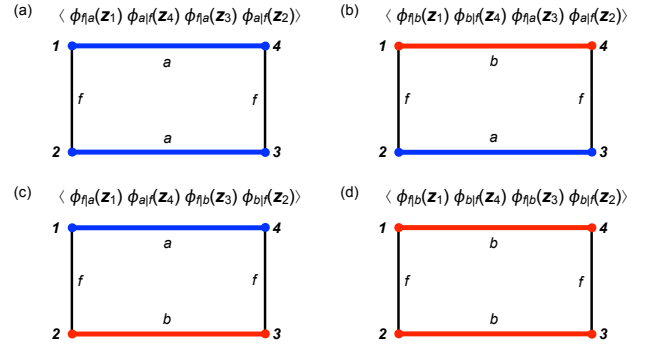 (a) ⟨ ϕf|a(z1) ϕa|f(z4) ϕf|a(z3) ϕa|f(z2)⟩
1 4
a
f f
a
2 3
(b) ⟨ ϕf|b(z1) ϕb|f(z4) ϕf|a(z3) ϕa|f(z2)⟩
1 4
b
f f
a
2 3
(c) ⟨ ϕf|a(z1) ϕa|f(z4) ϕf|b(z3) ϕb|f(z2)⟩
1 4
a
f f
b
2 3
(d) ⟨ ϕf|b(z1) ϕb|f(z4) ϕf|b(z3) ϕb|f(z2)⟩
1 4
b
f f
b
2 3